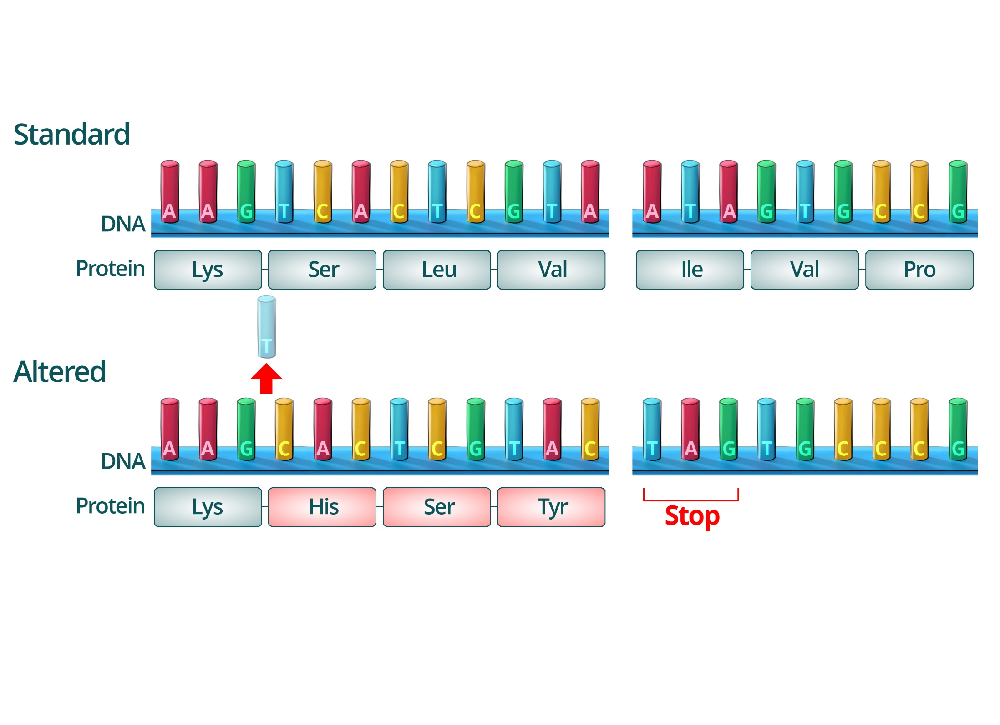 Standard
A A G T C A C T C G T A A T A G T G C C G
DNA
Protein Lys Ser Leu Val Ile Val Pro
T
Altered
A A G C A C T C G T A C T A G T G C C C G
DNA
Protein Lys His Ser Tyr
Stop